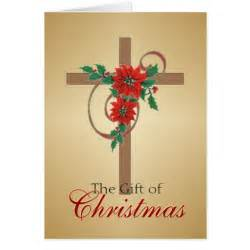 The Gift of
Christmas